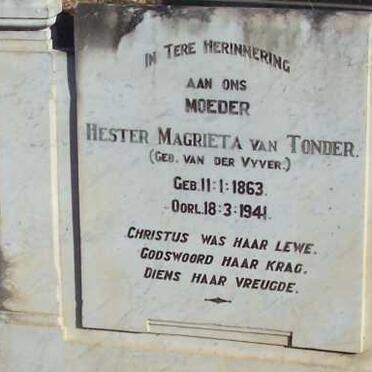 IN TERE HERINNERING
AAN ONS
MOEDER
HESTER MAGRIETA VAN TONDER.
(GEB. VAN DER VYVER.)
GEB. 11:1:1863.
OORL. 18:3:1941.
CHRISTUS WAS HAAR LEWE.
GODSWOORD HAAR KRAG.
DIENS HAAR VREUGDE.